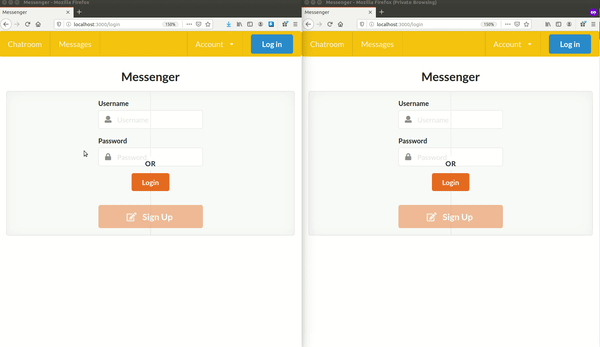 Messenger - Mozilla Firefox
Messenger
localhost:3000/login
150%
Chatroom Messages Account Log in
Messenger
Username
Username
Password
Password
OR
Login
Sign Up
Messenger - Mozilla Firefox (Private Browsing)
Messenger
localhost:3000/login
150%
Chatroom Messages Account Log in
Messenger
Username
Username
Password
Password
OR
Login
Sign Up